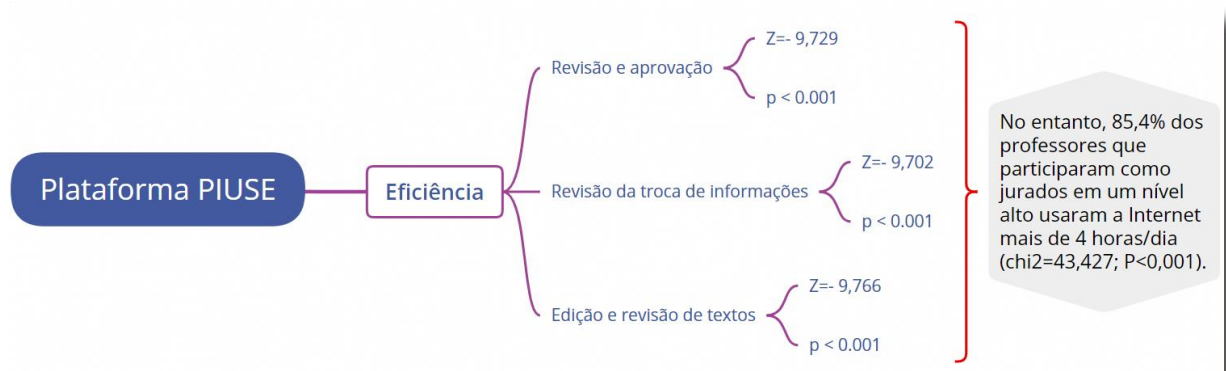 Plataforma PIUSE
Eficiência
Revisão e aprovação
Z=- 9,729
p < 0.001
Revisão da troca de informações
Z=- 9,702
p < 0.001
Edição e revisão de textos
Z=- 9,766
p < 0.001
No entanto, 85,4% dos
professores que
participaram como
jurados em um nível
alto usaram a Internet
mais de 4 horas/dia
(chi2=43,427; P<0,001).